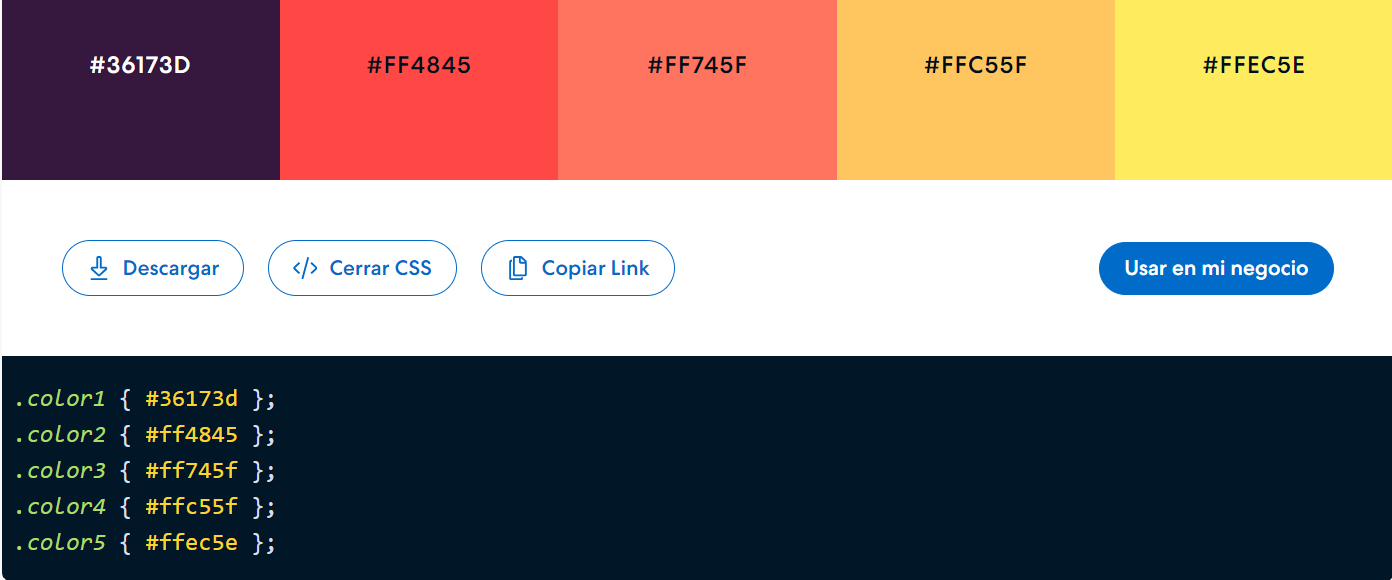 #36173D #FF4845 #FF745F #FFC55F #FFEC5E
Descargar </> Cerrar CSS Copiar Link Usar en mi negocio
.color1 { #36173d };
.color2 { #ff4845 };
.color3 { #ff745f };
.color4 { #ffc55f };
.color5 { #ffec5e };